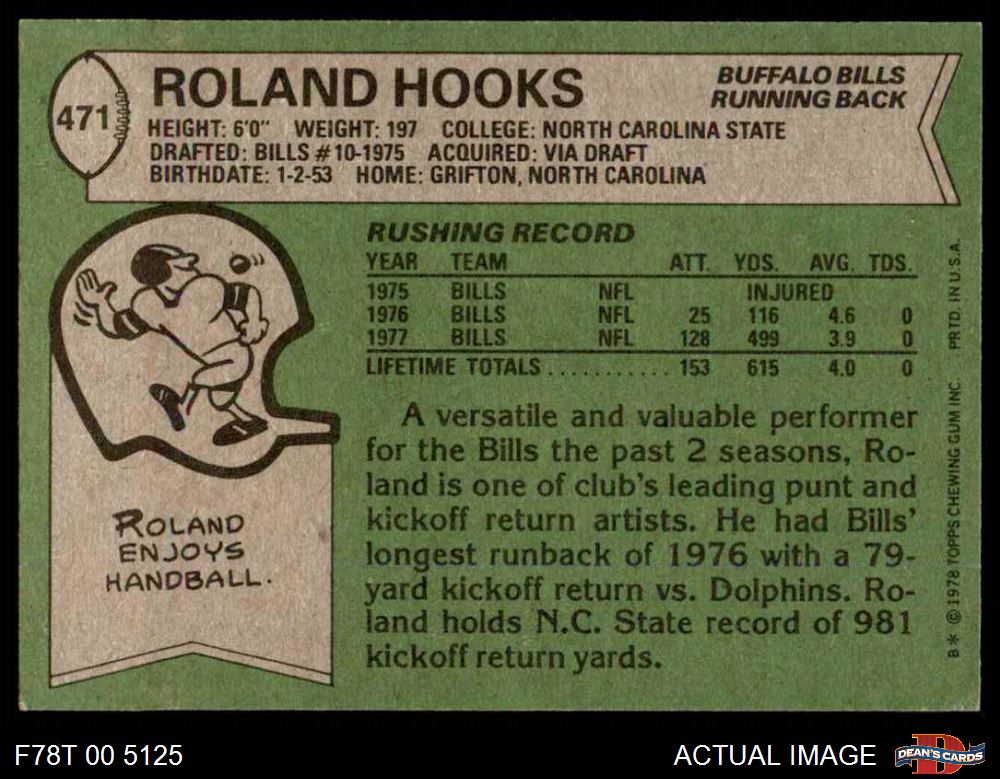 471
ROLAND HOOKS
BUFFALO BILLS
RUNNING BACK
HEIGHT: 6'0" WEIGHT: 197 COLLEGE: NORTH CAROLINA STATE
DRAFTED: BILLS #10-1975 ACQUIRED: VIA DRAFT
BIRTHDATE: 1-2-53 HOME: GRIFTON, NORTH CAROLINA
RUSHING RECORD
YEAR TEAM ATT. YDS. AVG. TDS.
1975 BILLS NFL INJURED
1976 BILLS NFL 25 116 4.6 0
1977 BILLS NFL 128 499 3.9 0
LIFETIME TOTALS........... 153 615 4.0 0
A versatile and valuable performer
for the Bills the past 2 seasons, Ro-
land is one of club's leading punt and
kickoff return artists. He had Bills'
longest runback of 1976 with a 79-
yard kickoff return vs. Dolphins. Ro-
land holds N.C. State record of 981
kickoff return yards.
ROLAND
ENJOYS
HANDBALL.
B* © 1978 TOPPS CHEWING GUM INC. PRTD. IN U.S.A.
F78T 00 5125
ACTUAL IMAGE
D
DEAN'S CARDS